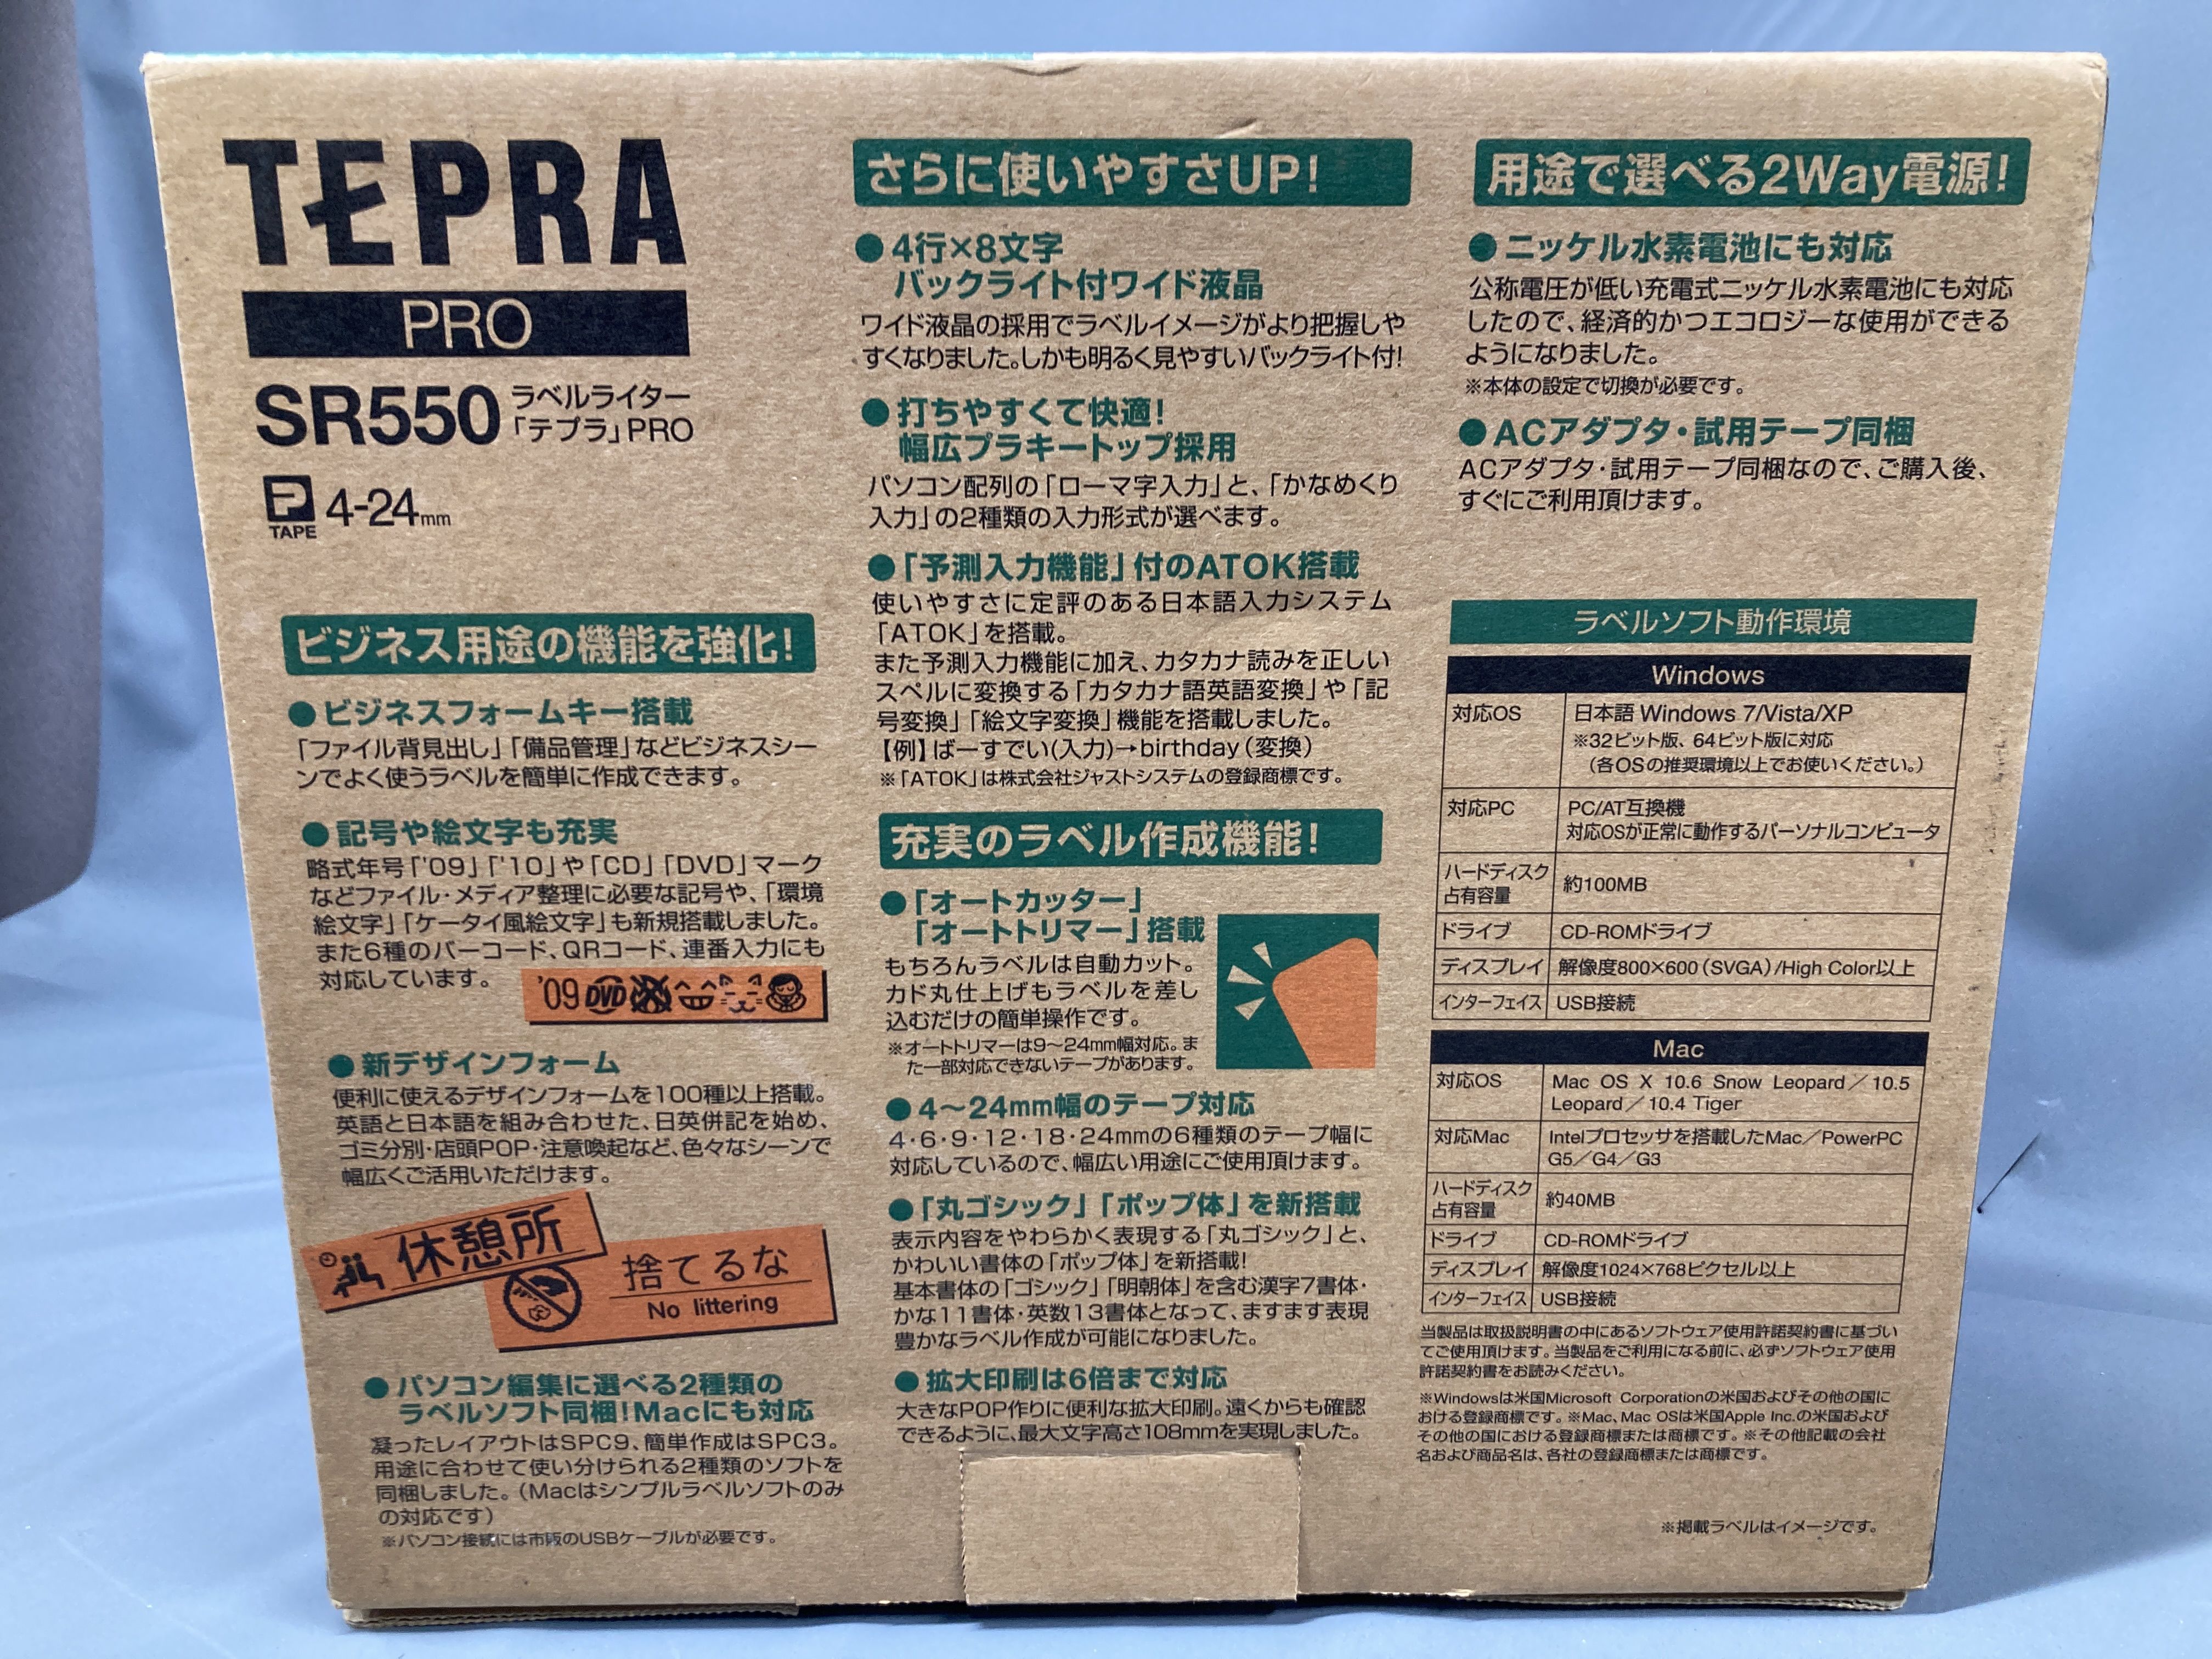 TEPRA
PRO
SR550
ラベルライター
「テプラ」PRO
TAPE
4-24mm
ビジネス用途の機能を強化!
●ビジネスフォームキー搭載
「ファイル背見出し」「備品管理」などビジネスシー
ンでよく使うラベルを簡単に作成できます。
●記号や絵文字も充実
略式年号「'09」「'10」や「CD」「DVD」マーク
などファイル・メディア整理に必要な記号や、「環境
絵文字」「ケータイ風絵文字」も新規搭載しました。
また6種のバーコード、QRコード、連番入力にも
対応しています。
'09 DVD
●新デザインフォーム
便利に使えるデザインフォームを100種以上搭載。
英語と日本語を組み合わせた、日英併記を始め、
ゴミ分別・店頭POP・注意喚起など、色々なシーンで
幅広くご活用いただけます。
休憩所
捨てるな
No littering
●パソコン編集に選べる2種類の
ラベルソフト同梱!Macにも対応
凝ったレイアウトはSPC9、簡単作成はSPC3。
用途に合わせて使い分けられる2種類のソフトを
同梱しました。(Macはシンプルラベルソフトのみ
の対応です)
※パソコン接続には市販のUSBケーブルが必要です。
さらに使いやすさUP!
●4行×8文字
バックライト付ワイド液晶
ワイド液晶の採用でラベルイメージがより把握しや
すくなりました。しかも明るく見やすいバックライト付!
●打ちやすくて快適!
幅広プラキートップ採用
パソコン配列の「ローマ字入力」と、「かなめくり
入力」の2種類の入力形式が選べます。
●「予測入力機能」付のATOK搭載
使いやすさに定評のある日本語入力システム
「ATOK」を搭載。
また予測入力機能に加え、カタカナ読みを正しい
スペルに変換する「カタカナ語英語変換」や「記
号変換」「絵文字変換」機能を搭載しました。
【例】ばーすでい(入力)→birthday(変換)
※「ATOK」は株式会社ジャストシステムの登録商標です。
充実のラベル作成機能!
●「オートカッター」
「オートトリマー」搭載
もちろんラベルは自動カット。
カド丸仕上げもラベルを差し
込むだけの簡単操作です。
※オートトリマーは9〜24mm幅対応。ま
た一部対応できないテープがあります。
●4〜24mm幅のテープ対応
4・6・9・12・18・24mmの6種類のテープ幅に
対応しているので、幅広い用途にご使用頂けます。
●「丸ゴシック」「ポップ体」を新搭載
表示内容をやわらかく表現する「丸ゴシック」と、
かわいい書体の「ポップ体」を新搭載!
基本書体の「ゴシック」「明朝体」を含む漢字7書体・
かな11書体・英数13書体となって、ますます表現
豊かなラベル作成が可能になりました。
●拡大印刷は6倍まで対応
大きなPOP作りに便利な拡大印刷。遠くからも確認
できるように、最大文字高さ108mmを実現しました。
用途で選べる2Way電源!
●ニッケル水素電池にも対応
公称電圧が低い充電式ニッケル水素電池にも対応
したので、経済的かつエコロジーな使用ができる
ようになりました。
※本体の設定で切換が必要です。
●ACアダプタ・試用テープ同梱
ACアダプタ・試用テープ同梱なので、ご購入後、
すぐにご利用頂けます。
ラベルソフト動作環境
Windows
対応OS 日本語 Windows 7/Vista/XP
※32ビット版、64ビット版に対応
(各OSの推奨環境以上でお使いください。)
対応PC PC/AT互換機
対応OSが正常に動作するパーソナルコンピュータ
ハードディスク
占有容量 約100MB
ドライブ CD-ROMドライブ
ディスプレイ 解像度800×600(SVGA)/High Color以上
インターフェイス USB接続
Mac
対応OS Mac OS X 10.6 Snow Leopard/10.5
Leopard/10.4 Tiger
対応Mac Intelプロセッサを搭載したMac/PowerPC
G5/G4/G3
ハードディスク
占有容量 約40MB
ドライブ CD-ROMドライブ
ディスプレイ 解像度1024×768ピクセル以上
インターフェイス USB接続
当製品は取扱説明書の中にあるソフトウェア使用許諾契約書に基づい
てご使用頂けます。当製品をご利用になる前に、必ずソフトウェア使用
許諾契約書をお読みください。
※Windowsは米国Microsoft Corporationの米国およびその他の国に
おける登録商標です。※Mac、Mac OSは米国Apple Inc.の米国および
その他の国における登録商標または商標です。※その他記載の会社
名および商品名は、各社の登録商標または商標です。
※掲載ラベルはイメージです。